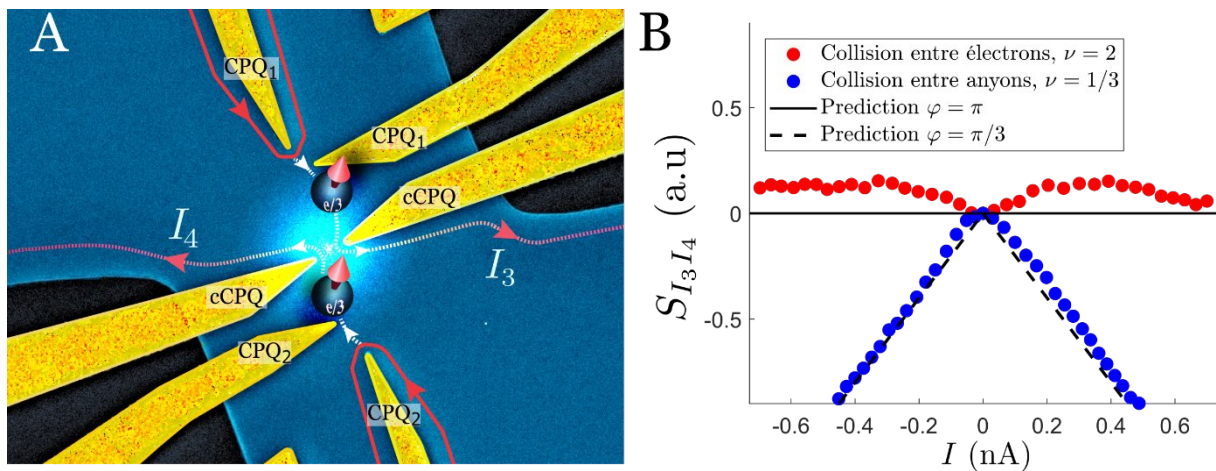 A
CPQ₁
CPQ₁
cCPQ
e/3
I₄
I₃
e/3
cCPQ
CPQ₂
CPQ₂
B
Collision entre électrons, ν = 2
Collision entre anyons, ν = 1/3
Prediction φ = π
Prediction φ = π/3
0.5
0
-0.5
S_{I₃I₄} (a.u)
-0.6 -0.4 -0.2 0 0.2 0.4 0.6
I (nA)